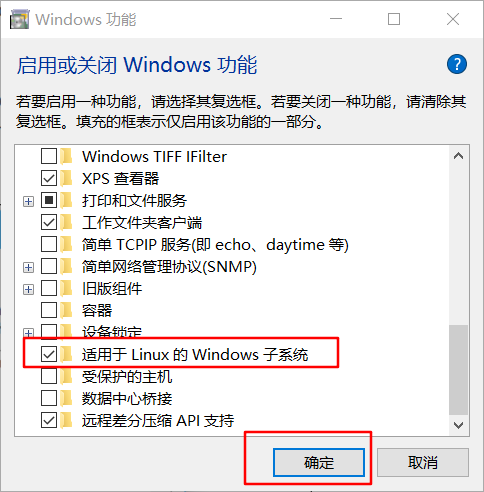 Windows 功能
启用或关闭 Windows 功能
?
若要启用一种功能，请选择其复选框。若要关闭一种功能，请清除其
复选框。填充的框表示仅启用该功能的一部分。
Windows TIFF IFilter
XPS 查看器
打印和文件服务
工作文件夹客户端
简单 TCPIP 服务(即 echo、daytime 等)
简单网络管理协议(SNMP)
旧版组件
容器
设备锁定
适用于 Linux 的 Windows 子系统
受保护的主机
数据中心桥接
远程差分压缩 API 支持
确定
取消